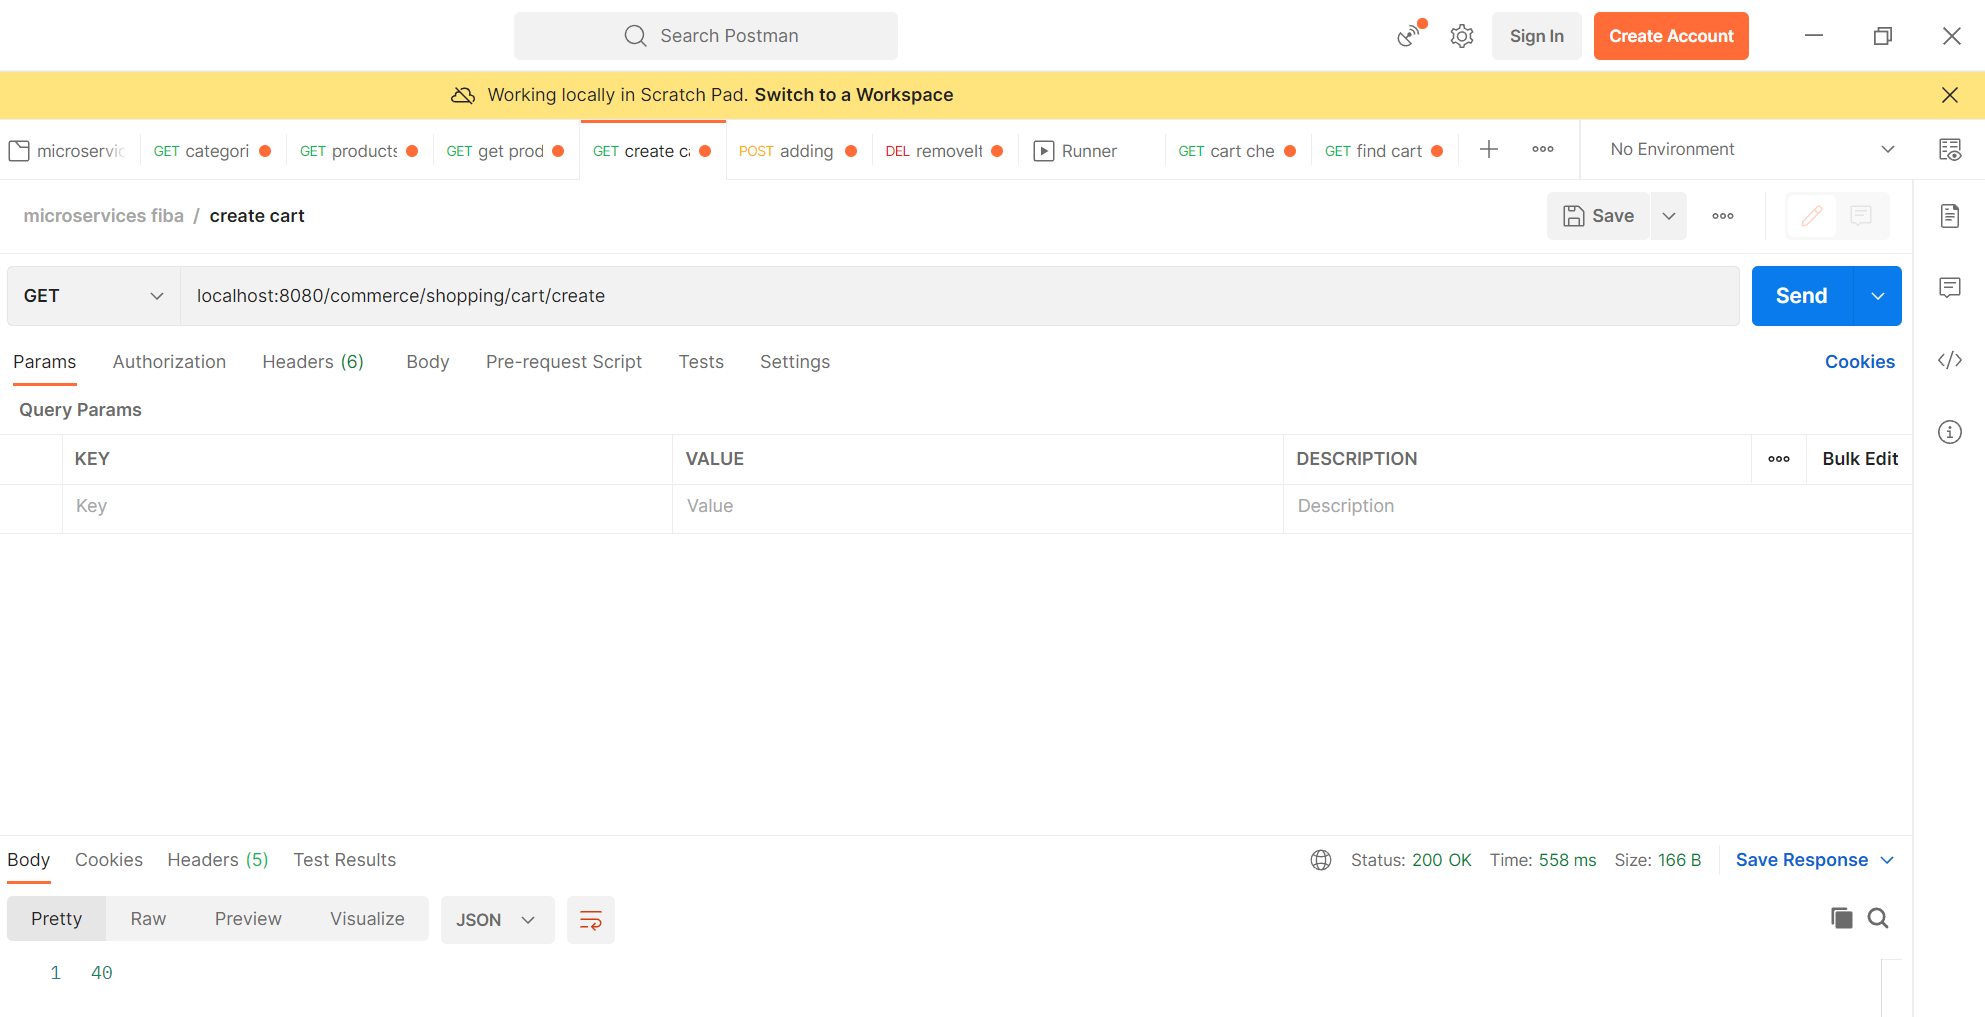 Search Postman
Sign In
Create Account
Working locally in Scratch Pad. Switch to a Workspace
microservic
GET categori
GET products
GET get prod
GET create ca
POST adding
DEL removeIt
Runner
GET cart che
GET find cart
No Environment
microservices fiba / create cart
Save
GET
localhost:8080/commerce/shopping/cart/create
Send
Params Authorization Headers (6) Body Pre-request Script Tests Settings
Cookies
Query Params
KEY VALUE DESCRIPTION Bulk Edit
Key Value Description
Body Cookies Headers (5) Test Results
Status: 200 OK Time: 558 ms Size: 166 B Save Response
Pretty Raw Preview Visualize JSON
1 40